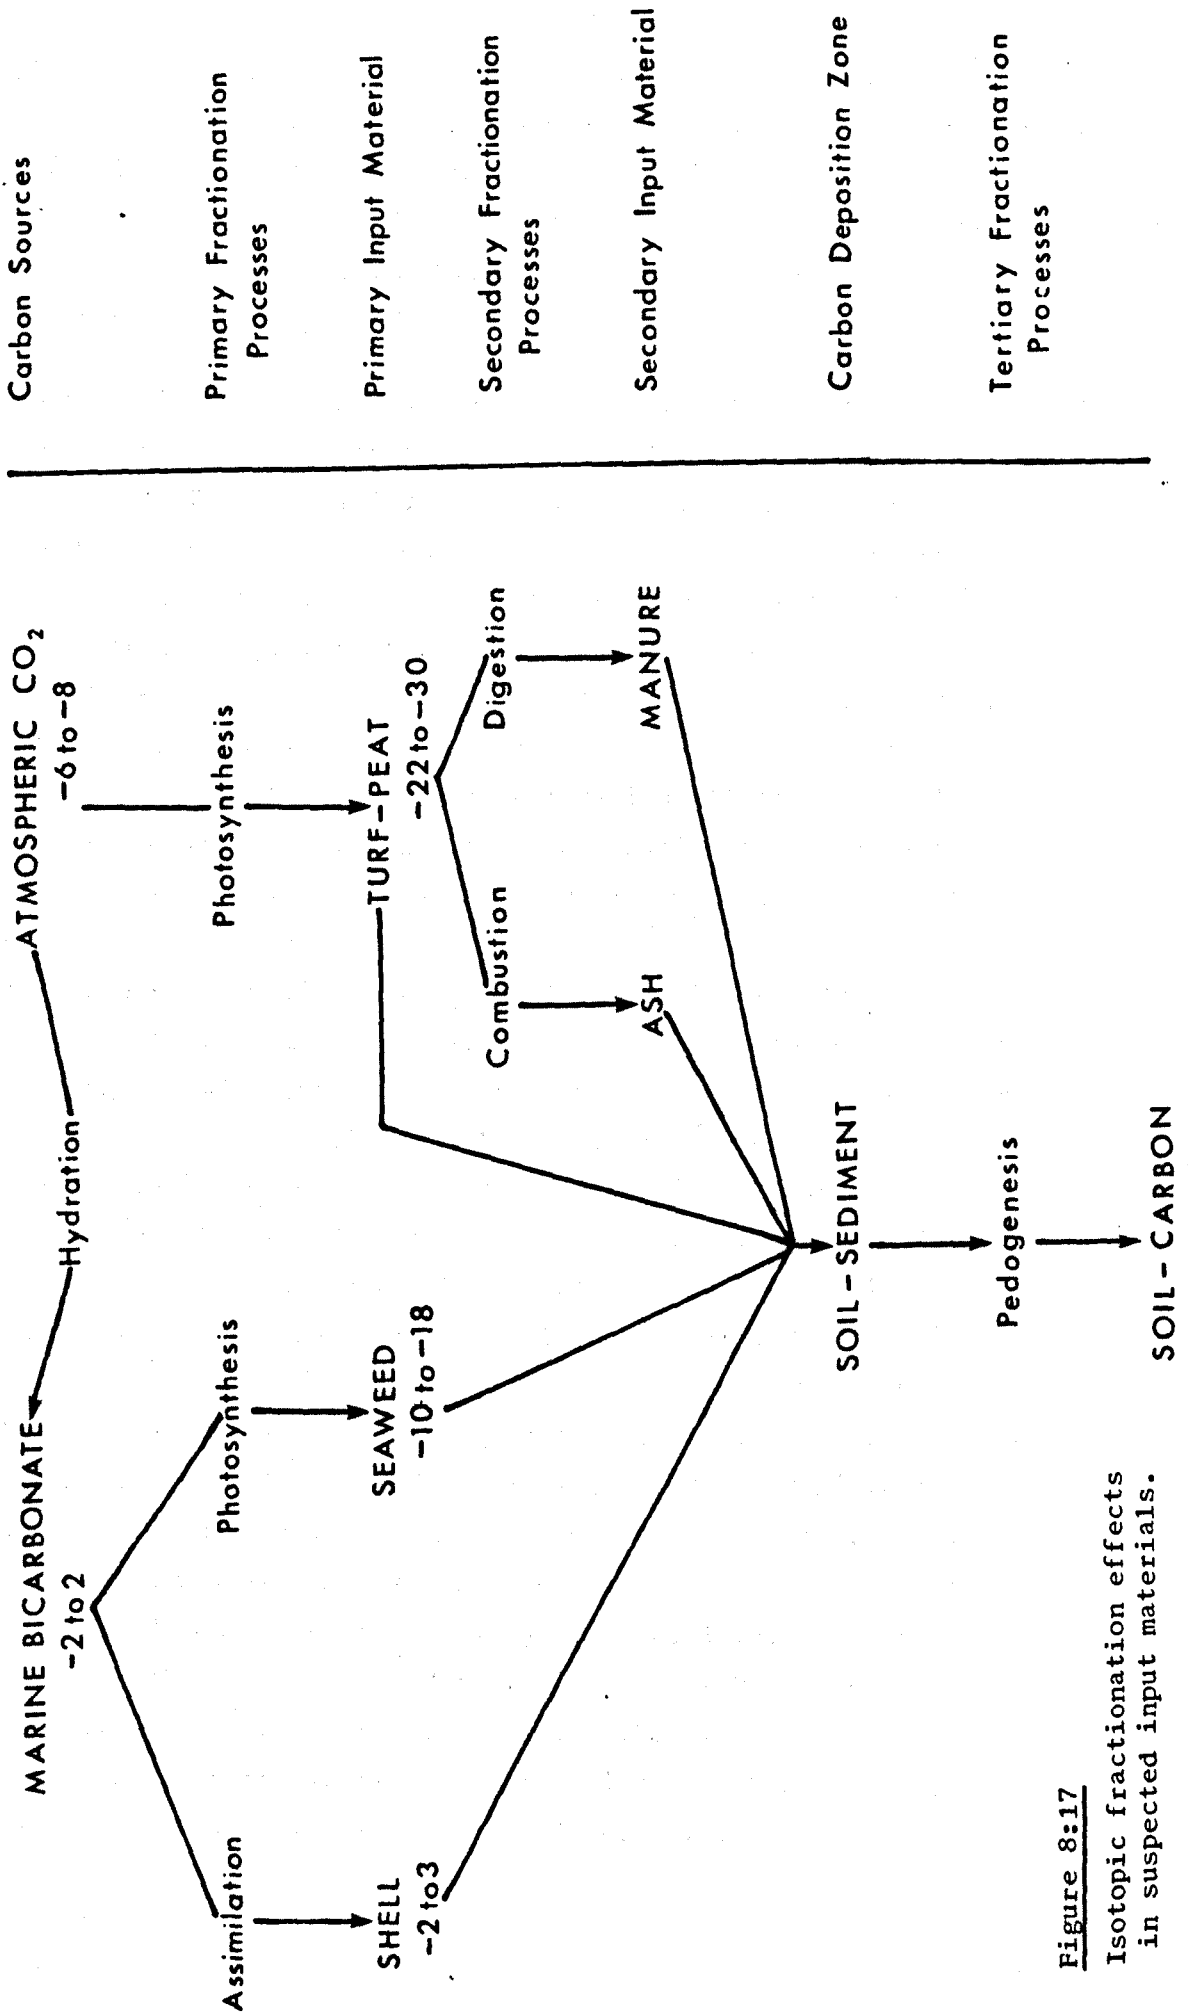 MARINE BICARBONATE
-2 to 2
Hydration
ATMOSPHERIC CO₂
-6 to -8
Carbon Sources
Assimilation
Photosynthesis
Photosynthesis
Primary Fractionation
Processes
SHELL
-2 to 3
SEAWEED
-10 to -18
TURF-PEAT
-22 to -30
Primary Input Material
Combustion
Digestion
Secondary Fractionation
Processes
ASH
MANURE
Secondary Input Material
SOIL-SEDIMENT
Carbon Deposition Zone
Pedogenesis
Tertiary Fractionation
Processes
SOIL-CARBON
Figure 8:17
Isotopic fractionation effects
in suspected input materials.